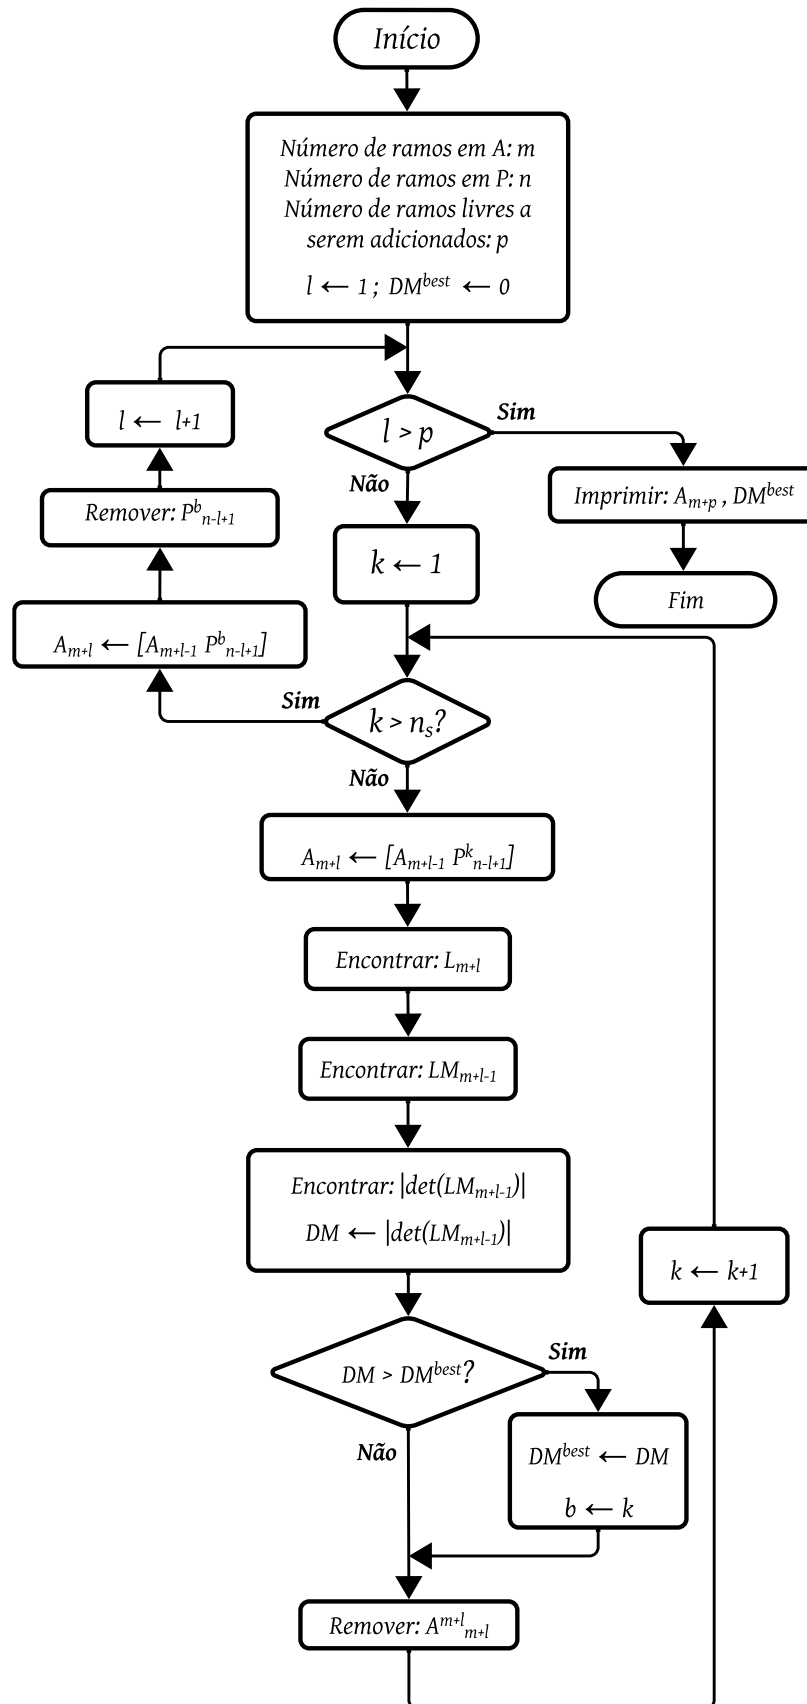 Início
Número de ramos em A: m
Número de ramos em P: n
Número de ramos livres a
serem adicionados: p
l ← 1 ; DM^best ← 0
l ← l+1
l > p
Sim
Não
Remover: P^b_n-l+1
Imprimir: A_m+p , DM^best
k ← 1
Fim
A_m+l ← [A_m+l-1 P^b_n-l+1]
Sim
k > n_s?
Não
A_m+l ← [A_m+l-1 P^k_n-l+1]
Encontrar: L_m+l
Encontrar: LM_m+l-1
Encontrar: |det(LM_m+l-1)|
DM ← |det(LM_m+l-1)|
k ← k+1
DM > DM^best?
Sim
Não
DM^best ← DM
b ← k
Remover: A^m+l_m+l